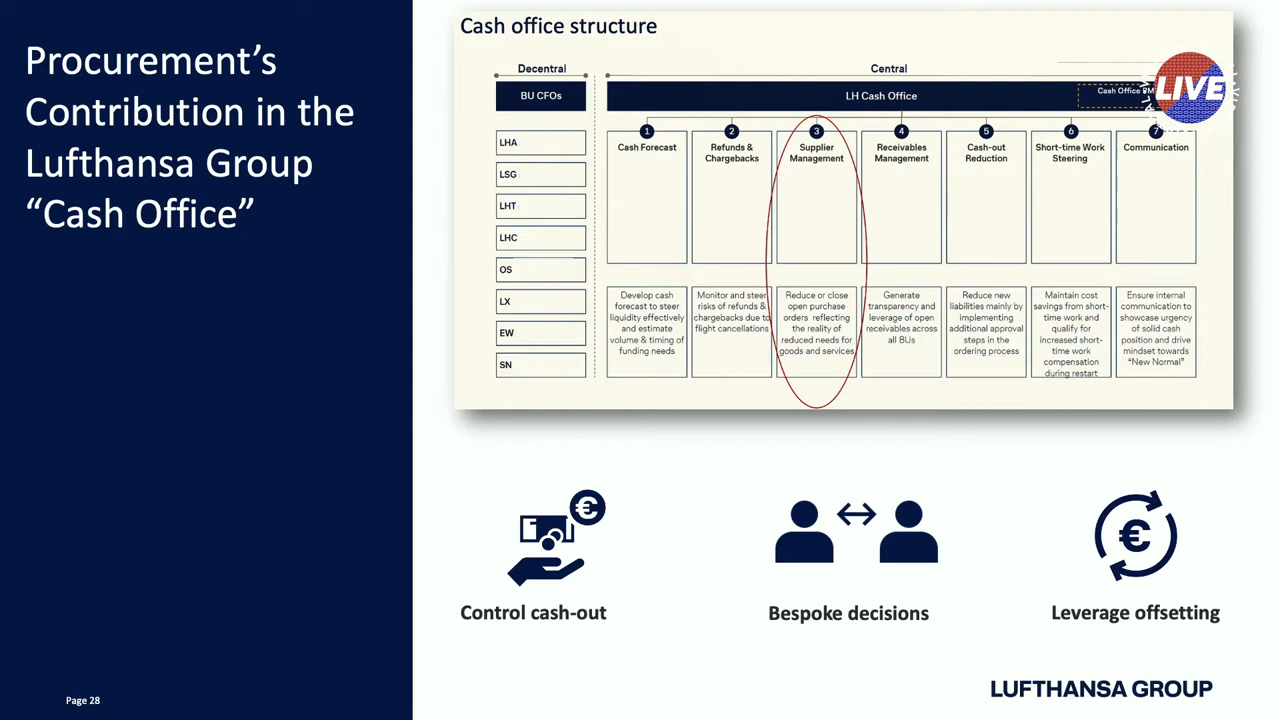 Procurement’s
Contribution in the
Lufthansa Group
“Cash Office”
Page 28
Cash office structure
Decentral
Central
BU CFOs
LH Cash Office
Cash Office PM
LIVE
LHA
LSG
LHT
LHC
OS
LX
EW
SN
1
Cash Forecast
Develop cash
forecast to steer
liquidity effectively
and estimate
volume & timing of
funding needs
2
Refunds &
Chargebacks
Monitor and steer
risks of refunds &
chargebacks due to
flight cancellations
3
Supplier
Management
Reduce or close
open purchase
orders reflecting
the reality of
reduced needs for
goods and services
4
Receivables
Management
Generate
transparency and
leverage of open
receivables across
all BUs
5
Cash-out
Reduction
Reduce new
liabilities mainly by
implementing
additional approval
steps in the
ordering process
6
Short-time Work
Steering
Maintain cost
savings from short-
time work and
qualify for
increased short-
time work
compensation
during restart
7
Communication
Ensure internal
communication to
showcase urgency
of solid cash
position and drive
mindset towards
“New Normal”
Control cash-out
Bespoke decisions
Leverage offsetting
LUFTHANSA GROUP